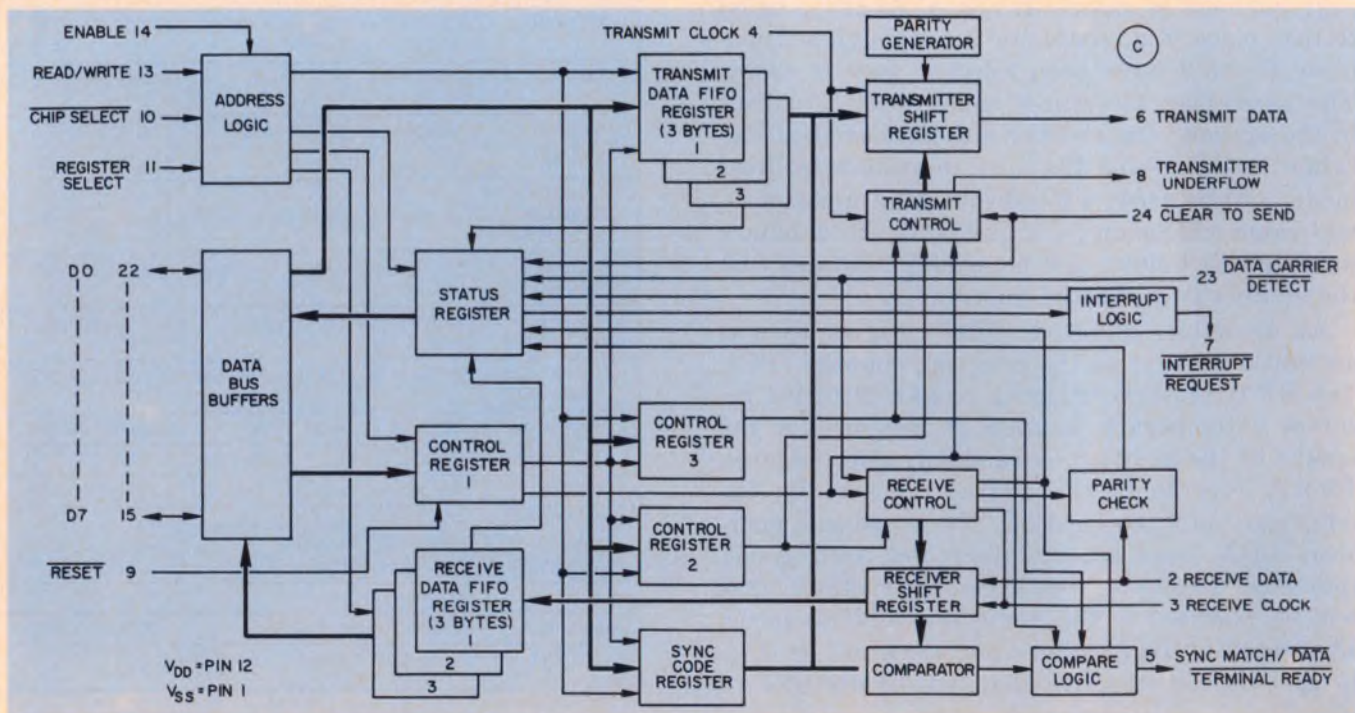 ENABLE 14
READ/WRITE 13
CHIP SELECT 10
REGISTER 11
SELECT
ADDRESS
LOGIC
TRANSMIT CLOCK 4
TRANSMIT
DATA FIFO
REGISTER
(3 BYTES)
1
2
3
PARITY
GENERATOR
TRANSMITTER
SHIFT
REGISTER
C
6 TRANSMIT DATA
8 TRANSMITTER
UNDERFLOW
24 CLEAR TO SEND
TRANSMIT
CONTROL
23 DATA CARRIER
DETECT
INTERRUPT
LOGIC
7
INTERRUPT
REQUEST
D0 22
D7 15
DATA
BUS
BUFFERS
STATUS
REGISTER
CONTROL
REGISTER
1
CONTROL
REGISTER
3
CONTROL
REGISTER
2
RECEIVE
CONTROL
PARITY
CHECK
RESET 9
RECEIVE
DATA FIFO
REGISTER
(3 BYTES)
1
2
3
RECEIVER
SHIFT
REGISTER
2 RECEIVE DATA
3 RECEIVE CLOCK
SYNC
CODE
REGISTER
COMPARATOR
COMPARE
LOGIC
5 SYNC MATCH/DATA
TERMINAL READY
VDD = PIN 12
VSS = PIN 1